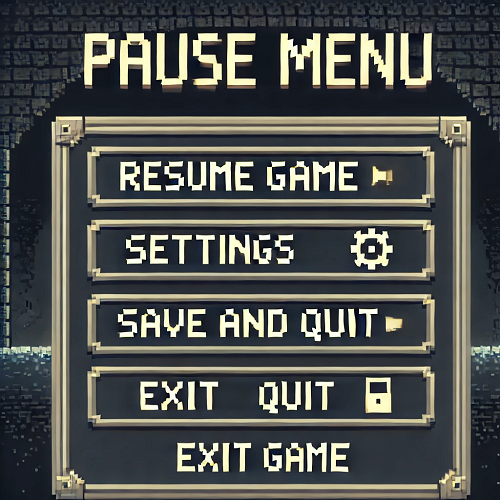 PAUSE MENU
RESUME GAME
SETTINGS
SAVE AND QUIT
EXIT QUIT
EXIT GAME